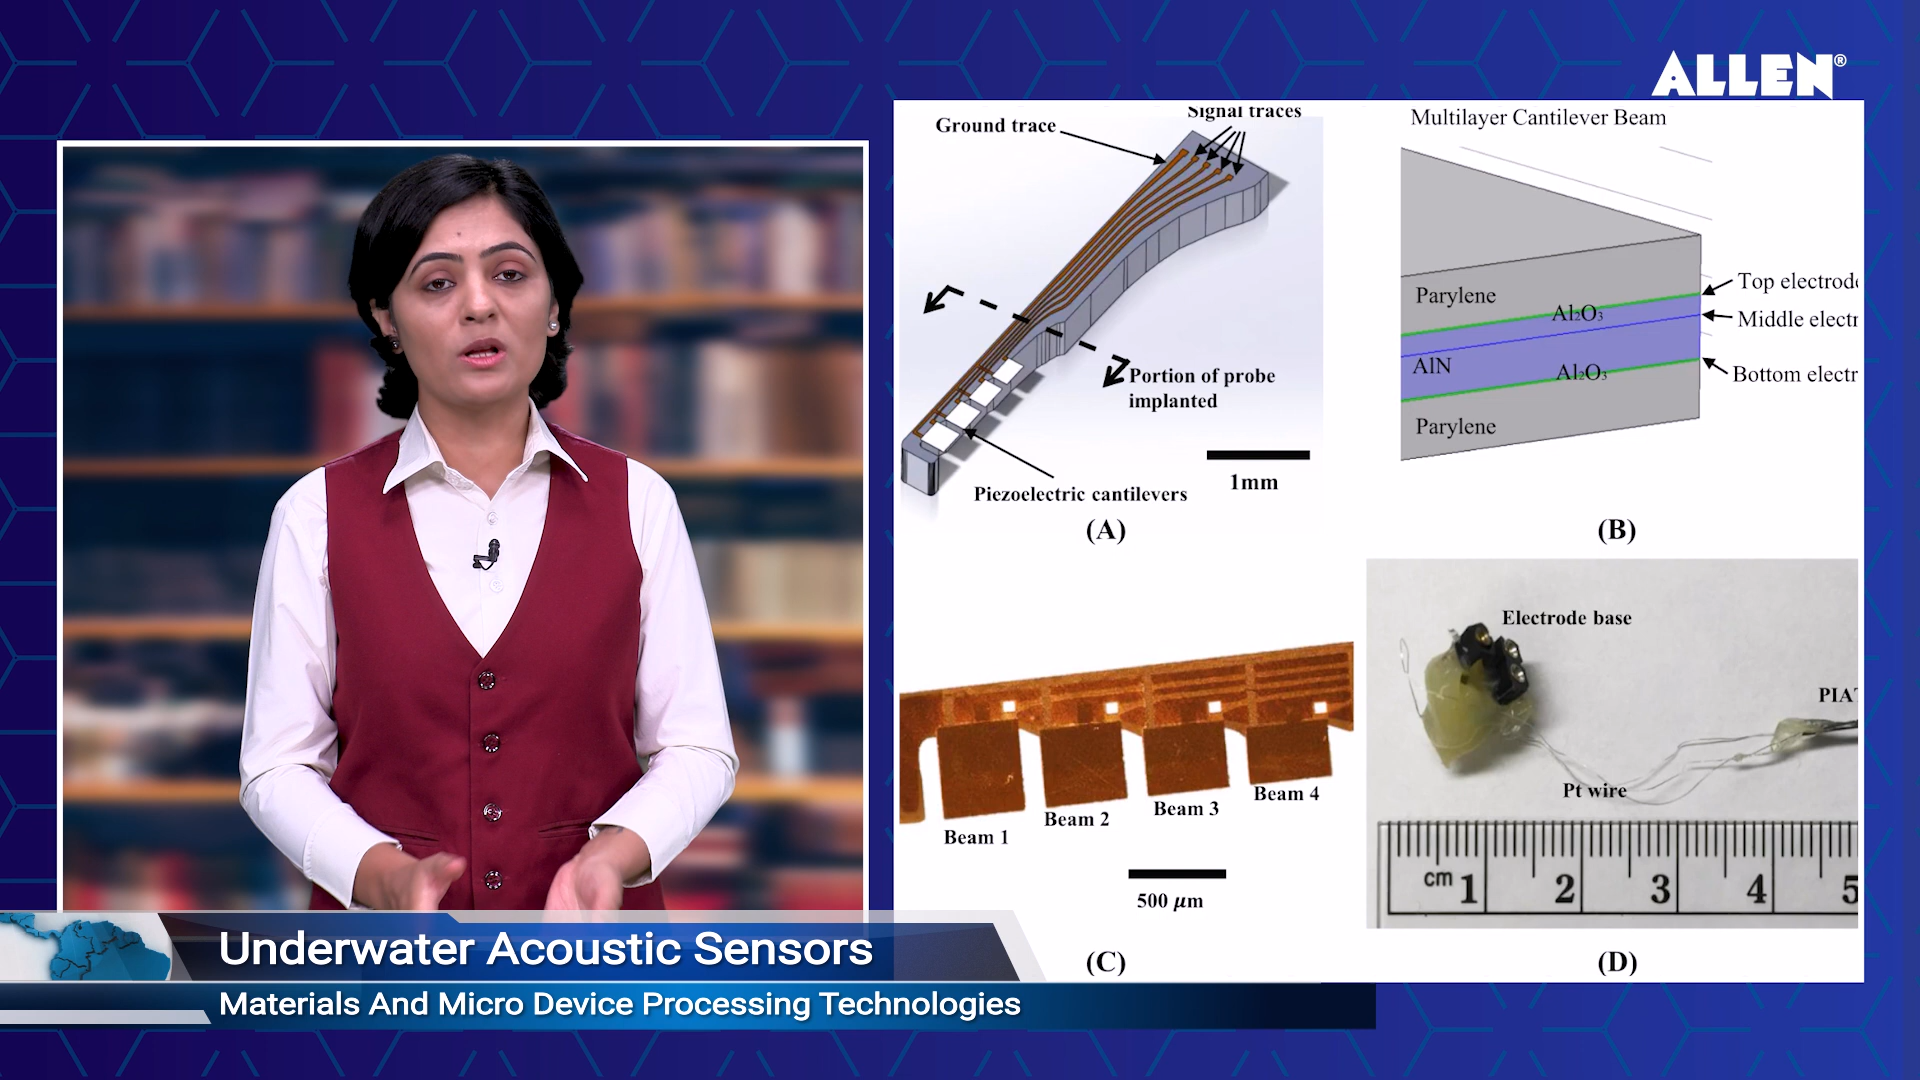 ALLEN®
Signal traces
Ground trace
Portion of probe
implanted
1mm
Piezoelectric cantilevers
(A)
Multilayer Cantilever Beam
Parylene
Al₂O₃
AlN
Al₂O₃
Parylene
Top electrode
Middle electr
Bottom electr
(B)
Beam 1
Beam 2
Beam 3
Beam 4
500 µm
(C)
Electrode base
PIAT
Pt wire
cm 1 2 3 4 5
(D)
Underwater Acoustic Sensors
Materials And Micro Device Processing Technologies